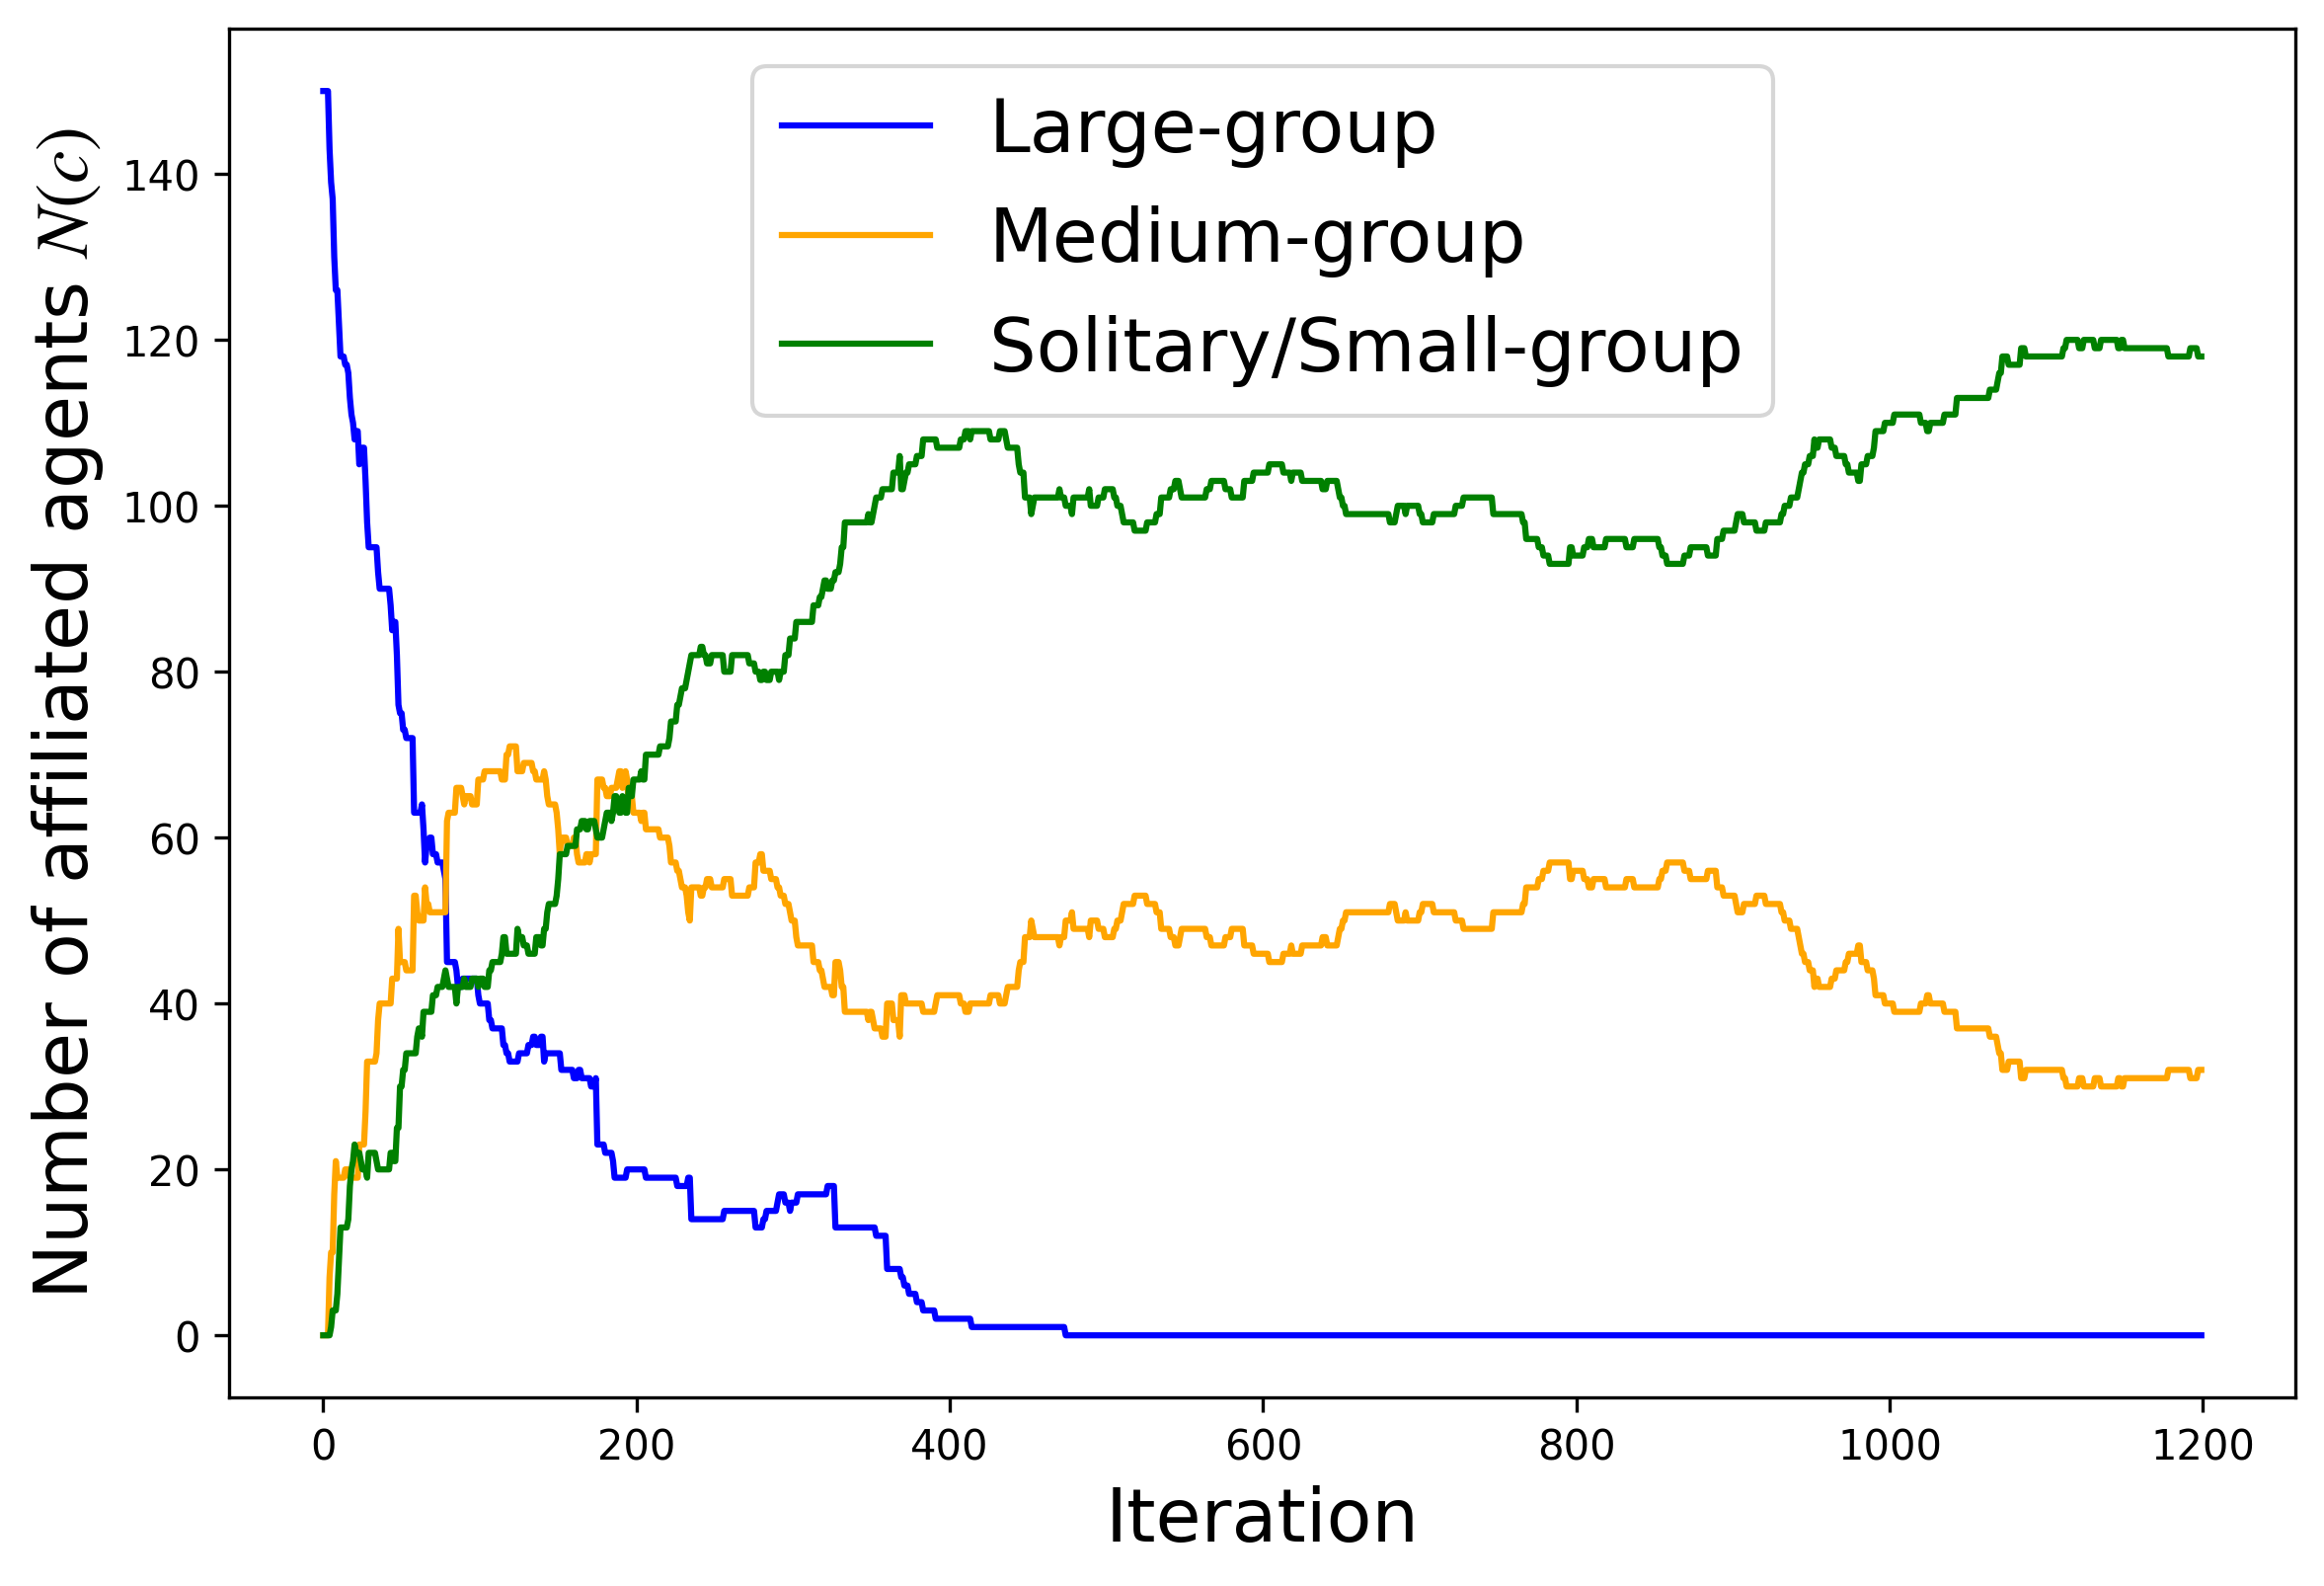 Number of affiliated agents N(c)
140
120
100
80
60
40
20
0
Large-group
Medium-group
Solitary/Small-group
0 200 400 600 800 1000 1200
Iteration